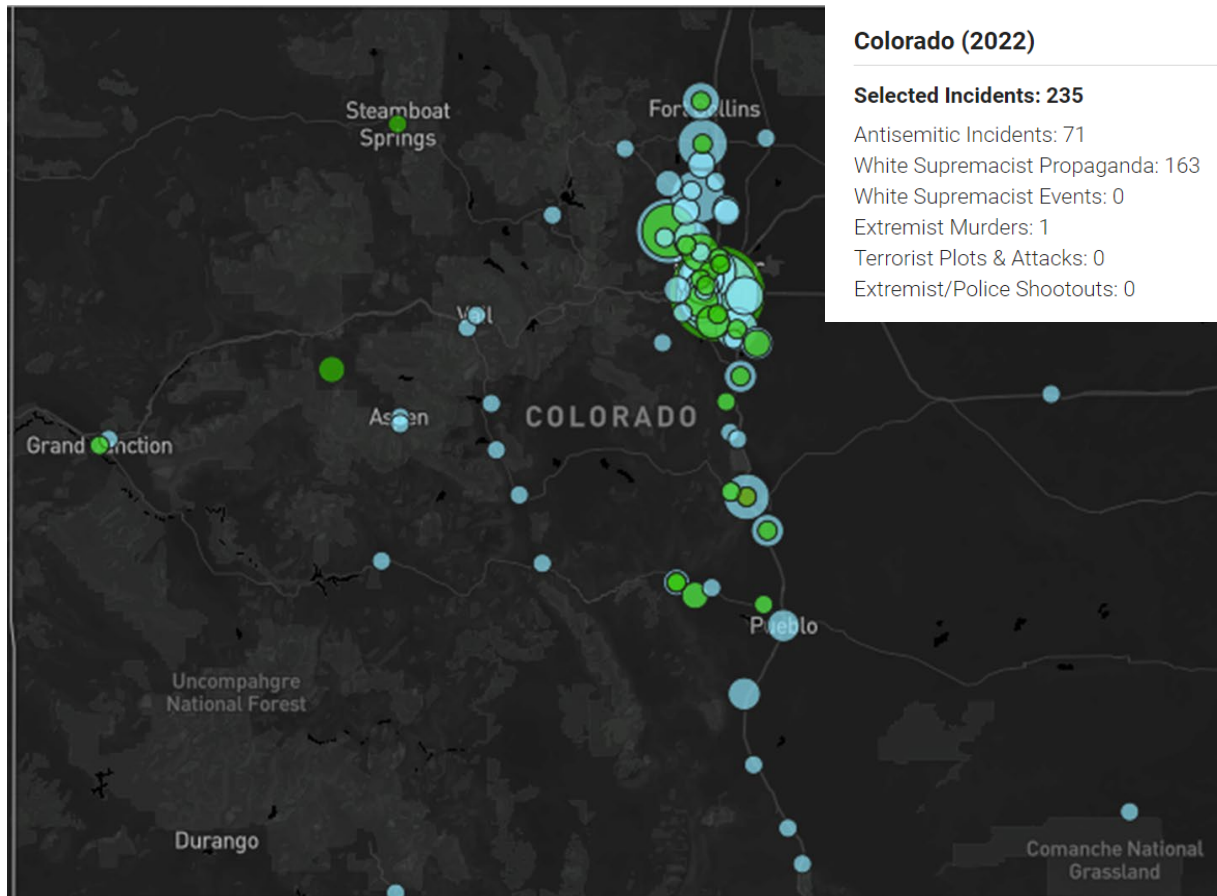 Colorado (2022)
Selected Incidents: 235
Antisemitic Incidents: 71
White Supremacist Propaganda: 163
White Supremacist Events: 0
Extremist Murders: 1
Terrorist Plots & Attacks: 0
Extremist/Police Shootouts: 0
Steamboat
Springs
Collins
COLORADO
Grand
Pueblo
Uncompahgre
National Forest
Durango
Comanche National
Grassland